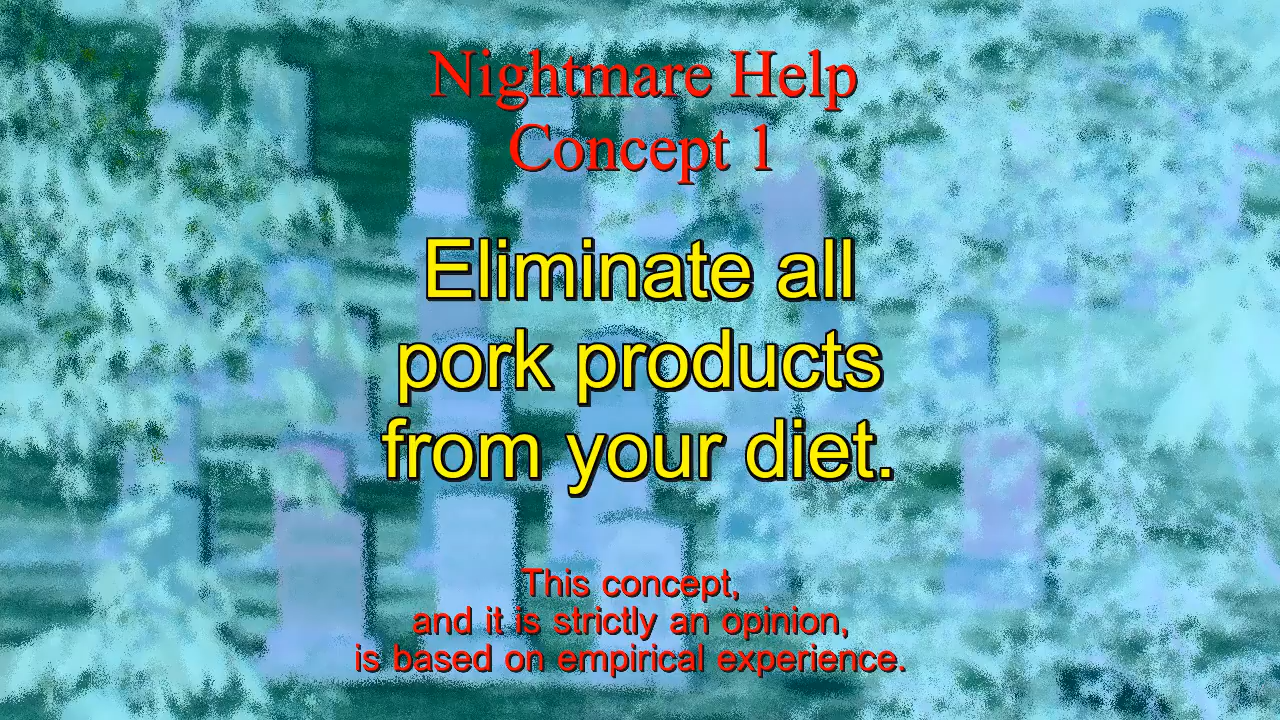 Nightmare Help
Concept 1
Eliminate all
pork products
from your diet.
This concept,
and it is strictly an opinion,
is based on empirical experience.